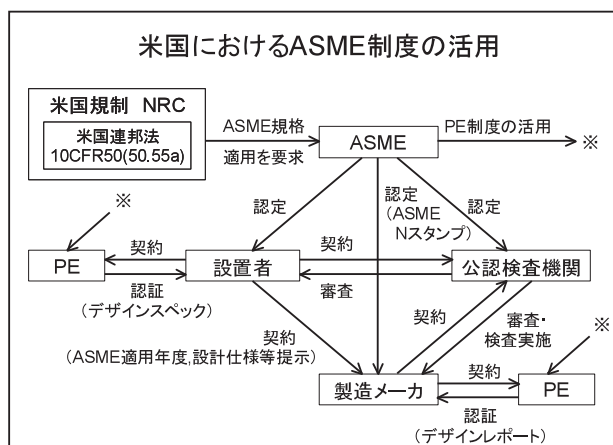 米国におけるASME制度の活用
米国規制 NRC
米国連邦法
10CFR50(50.55a)
ASME規格
適用を要求
ASME
PE制度の活用
※
※
認定
認定
(ASME
Nスタンプ)
認定
PE
契約
認証
(デザインスペック)
設置者
契約
審査
公認検査機関
契約
(ASME適用年度,設計仕様等提示)
契約
審査・
検査実施
※
製造メーカ
契約
認証
(デザインレポート)
PE